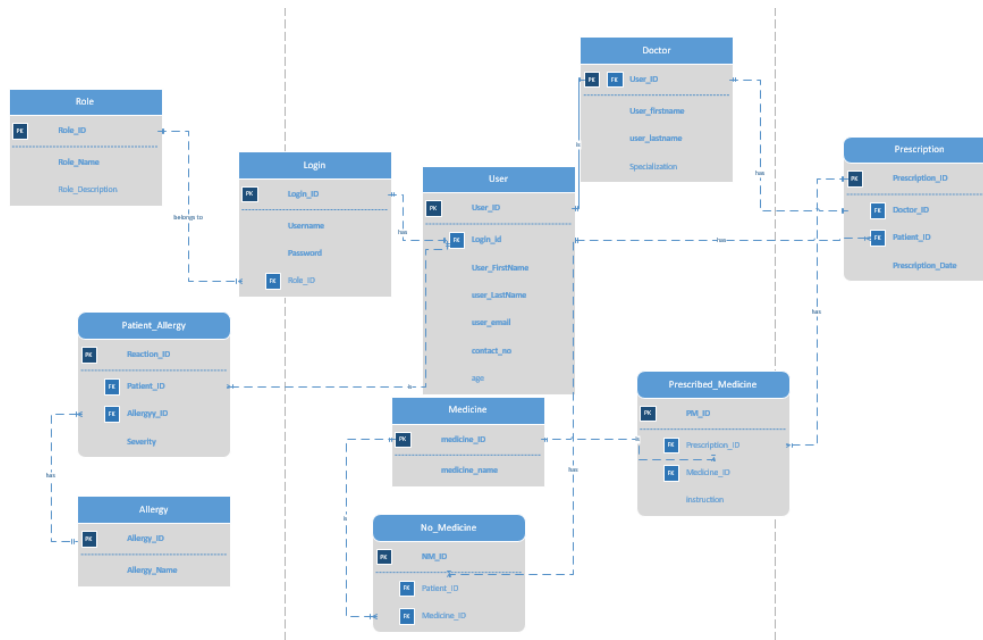 Role
PK Role_ID
Role_Name
Role_Description
belongs to
Login
PK Login_ID
Username
Password
FK Role_ID
has
User
PK User_ID
FK Login_Id
User_FirstName
user_LastName
user_email
contact_no
age
Doctor
PK FK User_ID
User_firstname
user_lastname
Specialization
is
has
Prescription
PK Prescription_ID
FK Doctor_ID
FK Patient_ID
Prescription_Date
has
has
Patient_Allergy
PK Reaction_ID
FK Patient_ID
FK Allergyy_ID
Severity
is
has
Allergy
PK Allergy_ID
Allergy_Name
Medicine
PK medicine_ID
medicine_name
is
has
No_Medicine
PK NM_ID
FK Patient_ID
FK Medicine_ID
Prescribed_Medicine
PK PM_ID
FK Prescription_ID
FK Medicine_ID
Instruction